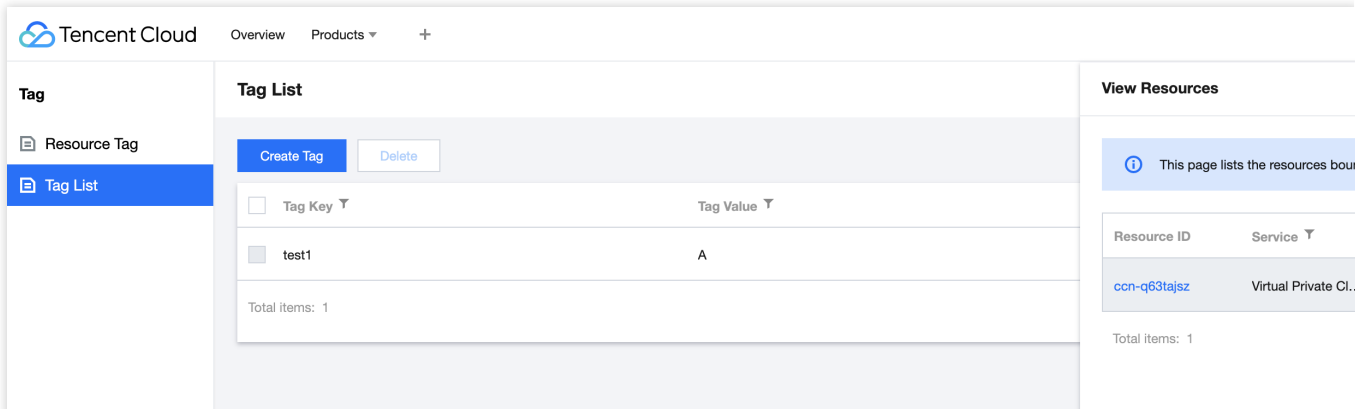 Tencent Cloud
Overview
Products
Tag
Resource Tag
Tag List
Tag List
Create Tag
Delete
Tag Key
Tag Value
test1
A
Total items: 1
View Resources
This page lists the resources bou
Resource ID
Service
ccn-q63tajsz
Virtual Private Cl...
Total items: 1